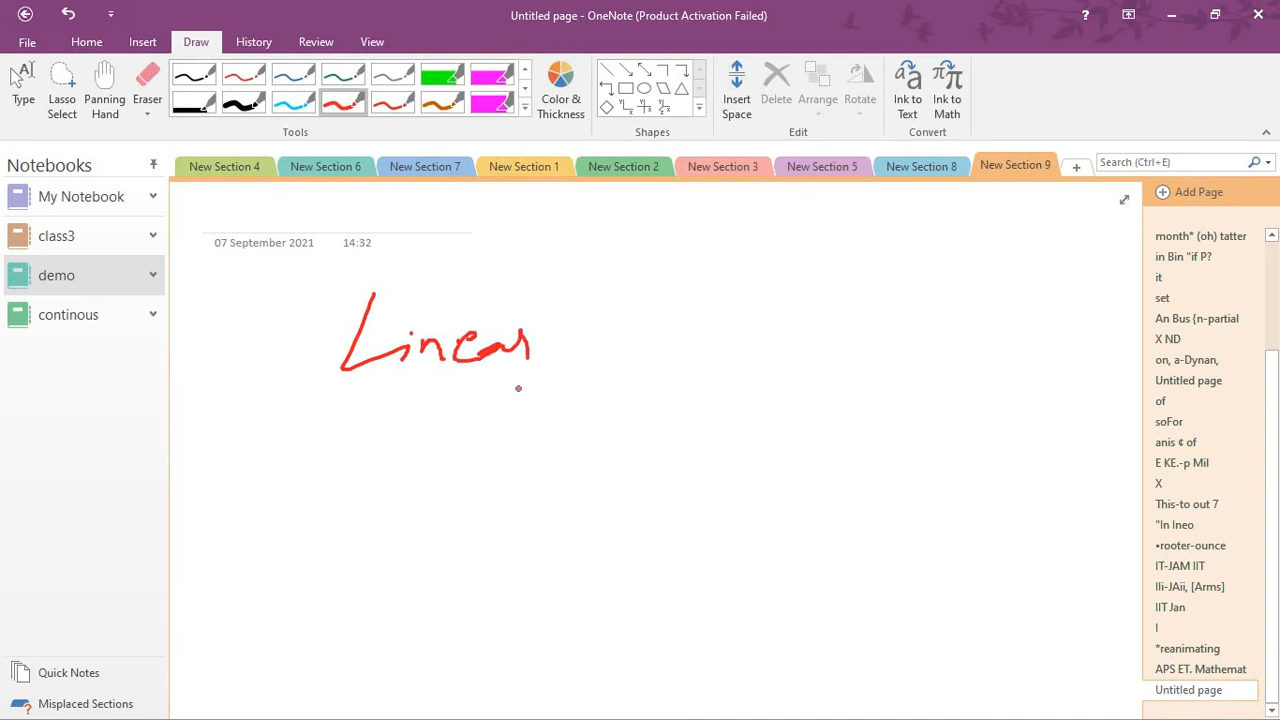 Untitled page - OneNote (Product Activation Failed)
File Home Insert Draw History Review View
Type
Lasso Select
Panning Hand
Eraser
Color & Thickness
Insert Space
Delete
Arrange
Rotate
Ink to Text
Ink to Math
Tools Shapes Edit Convert
Notebooks
New Section 4 New Section 6 New Section 7 New Section 1 New Section 2 New Section 3 New Section 5 New Section 8 New Section 9
Search (Ctrl+E)
My Notebook
class3
demo
continous
Quick Notes
Misplaced Sections
07 September 2021 14:32
Linear
Add Page
month* (oh) tatter
in Bin "if P?
it
set
An Bus {n-partial
X ND
on, a-Dynan,
Untitled page
of
soFor
anis ¢ of
E KE.-p Mil
X
This-to out 7
"In Ineo
•rooter-ounce
IT-JAM IIT
IIi-JAii, [Arms]
IIT Jan
I
*reanimating
APS ET. Mathemat
Untitled page